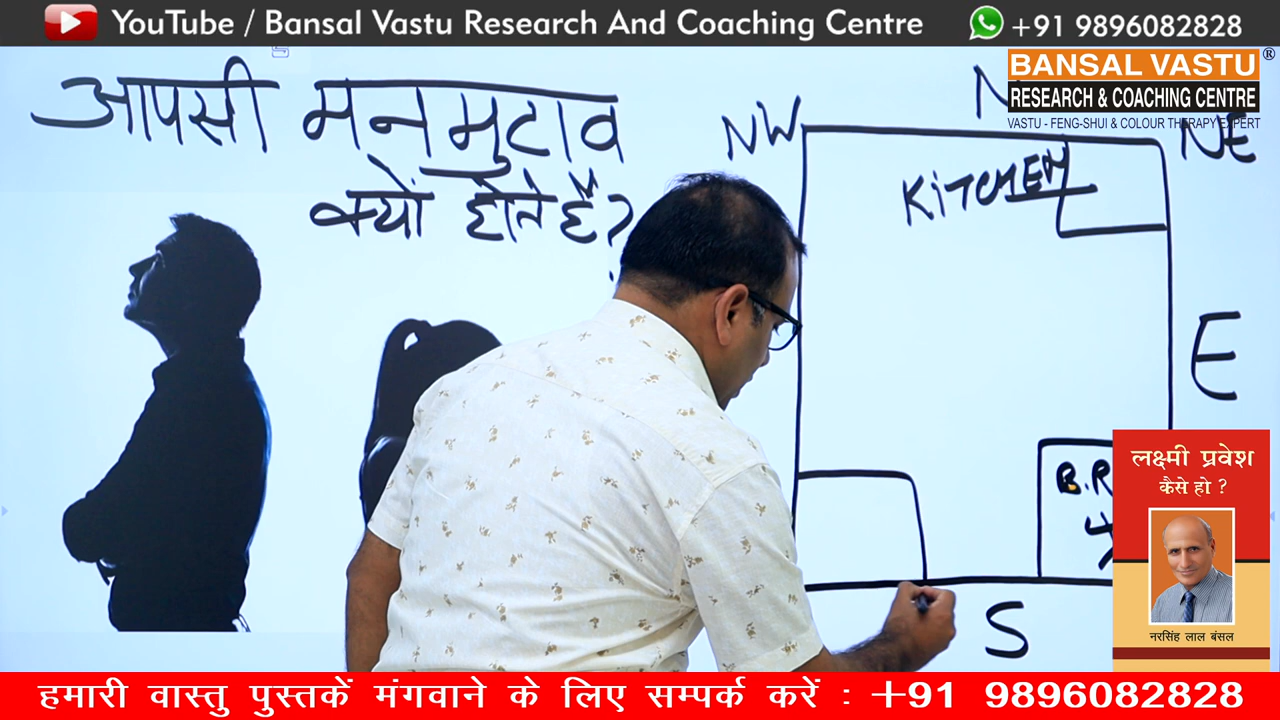 YouTube / Bansal Vastu Research And Coaching Centre
+91 9896082828
BANSAL VASTU®
RESEARCH & COACHING CENTRE
VASTU - FENG-SHUI & COLOUR THERAPY EXPERT
आपसी मनमुटाव
क्यों होते है?
NW
N
NE
KITCHEN
E
B.R
S
लक्ष्मी प्रवेश
कैसे हो ?
नरसिंह लाल बंसल
हमारी वास्तु पुस्तकें मंगवाने के लिए सम्पर्क करें : +91 9896082828